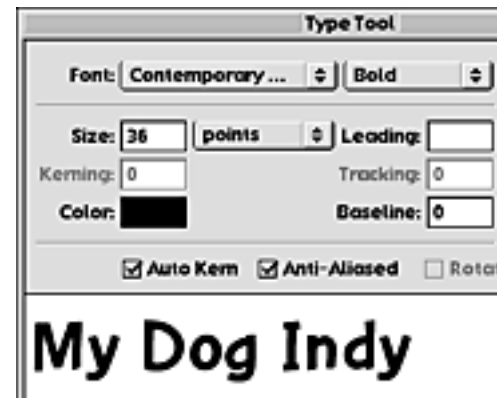 Type Tool
Font: Contemporary ... Bold
Size: 36 points Leading:
Kerning: 0 Tracking: 0
Color: Baseline: 0
Auto Kern Anti-Aliased Rotat
My Dog Indy